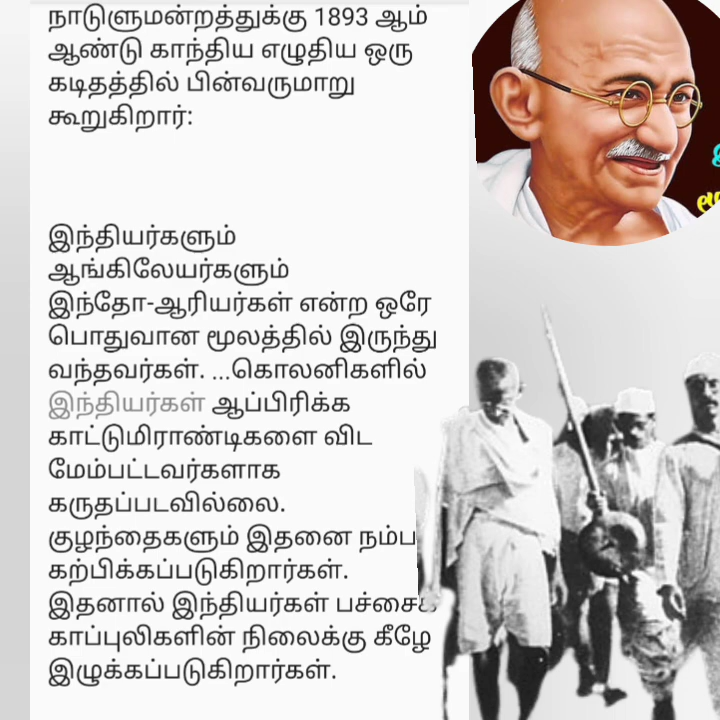 நாடுளுமன்றத்துக்கு 1893 ஆம்
ஆண்டு காந்திய எழுதிய ஒரு
கடிதத்தில் பின்வருமாறு
கூறுகிறார்:
இந்தியர்களும்
ஆங்கிலேயர்களும்
இந்தோ-ஆரியர்கள் என்ற ஒரே
பொதுவான மூலத்தில் இருந்து
வந்தவர்கள். ...கொலனிகளில்
இந்தியர்கள் ஆப்பிரிக்க
காட்டுமிராண்டிகளை விட
மேம்பட்டவர்களாக
கருதப்படவில்லை.
குழந்தைகளும் இதனை நம்ப
கற்பிக்கப்படுகிறார்கள்.
இதனால் இந்தியர்கள் பச்சைக்
காப்புலிகளின் நிலைக்கு கீழே
இழுக்கப்படுகிறார்கள்.